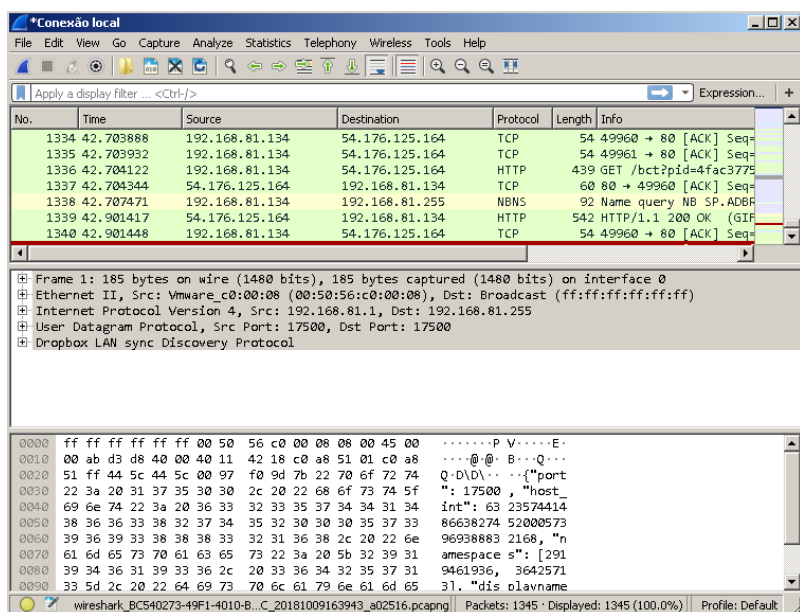 *Conexão local
File Edit View Go Capture Analyze Statistics Telephony Wireless Tools Help
Apply a display filter ... <Ctrl-/> Expression... +
No. Time Source Destination Protocol Length Info
1334 42.703888 192.168.81.134 54.176.125.164 TCP 54 49960 → 80 [ACK] Seq=
1335 42.703932 192.168.81.134 54.176.125.164 TCP 54 49961 → 80 [ACK] Seq=
1336 42.704122 192.168.81.134 54.176.125.164 HTTP 439 GET /bct?pid=4fac3775
1337 42.704344 54.176.125.164 192.168.81.134 TCP 60 80 → 49960 [ACK] Seq=
1338 42.707471 192.168.81.134 192.168.81.255 NBNS 92 Name query NB SP.ADBR
1339 42.901417 54.176.125.164 192.168.81.134 HTTP 542 HTTP/1.1 200 OK (GIF
1340 42.901448 192.168.81.134 54.176.125.164 TCP 54 49960 → 80 [ACK] Seq=
Frame 1: 185 bytes on wire (1480 bits), 185 bytes captured (1480 bits) on interface 0
Ethernet II, Src: Vmware_c0:00:08 (00:50:56:c0:00:08), Dst: Broadcast (ff:ff:ff:ff:ff:ff)
Internet Protocol Version 4, Src: 192.168.81.1, Dst: 192.168.81.255
User Datagram Protocol, Src Port: 17500, Dst Port: 17500
Dropbox LAN sync Discovery Protocol
0000 ff ff ff ff ff ff 00 50 56 c0 00 08 08 00 45 00 ·······P V·····E·
0010 00 ab d3 d8 40 00 40 11 42 18 c0 a8 51 01 c0 a8 ····@·@· B···Q···
0020 51 ff 44 5c 44 5c 00 97 f0 9d 7b 22 70 6f 72 74 Q·D\D\·· ··{"port
0030 22 3a 20 31 37 35 30 30 2c 20 22 68 6f 73 74 5f ": 17500 , "host_
0040 69 6e 74 22 3a 20 36 33 32 33 35 37 34 34 31 34 int": 63 23574414
0050 38 36 36 33 38 32 37 34 35 32 30 30 30 35 37 33 86638274 52000573
0060 39 36 39 33 38 38 38 33 32 31 36 38 2c 20 22 6e 96938883 2168, "n
0070 61 6d 65 73 70 61 63 65 73 22 3a 20 5b 32 39 31 amespace s": [291
0080 39 34 36 31 39 33 36 2c 20 33 36 34 32 35 37 31 9461936, 3642571
0090 33 5d 2c 20 22 64 69 73 70 6c 61 79 6e 61 6d 65 3], "dis playname
wireshark_BC540273-49F1-4010-B...C_20181009163943_a02516.pcapng Packets: 1345 · Displayed: 1345 (100.0%) Profile: Default